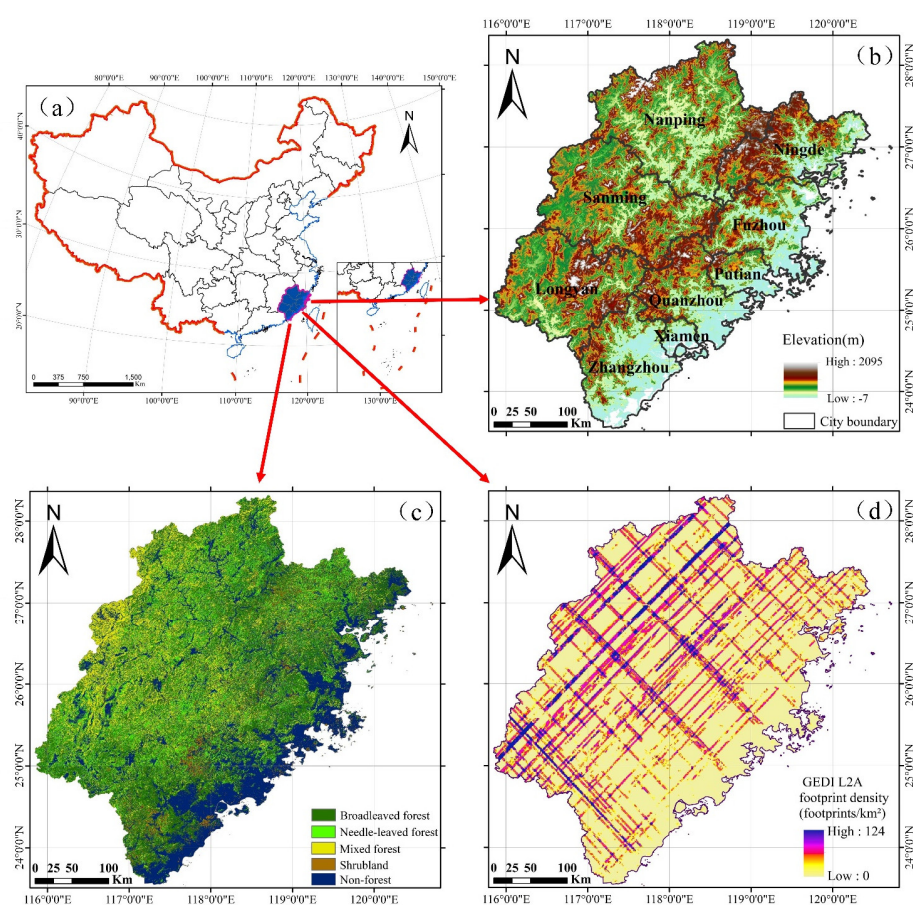 (a)
80°0'0"E 90°0'0"E 100°0'0"E 110°0'0"E 120°0'0"E 130°0'0"E 140°0'0"E 150°0'0"E
N
40°0'0"N
30°0'0"N
20°0'0"N
0 375 750 1,500
Km
90°0'0"E 100°0'0"E 110°0'0"E 120°0'0"E 130°0'0"E
116°0'0"E 117°0'0"E 118°0'0"E 119°0'0"E 120°0'0"E
N
(b)
28°0'0"N
27°0'0"N
26°0'0"N
25°0'0"N
24°0'0"N
Nanping
Ningde
Sanming
Fuzhou
Putian
Longyan
Quanzhou
Xiamen
Zhangzhou
Elevation(m)
High : 2095
Low : -7
City boundary
0 25 50 100
Km
N
(c)
28°0'0"N
27°0'0"N
26°0'0"N
25°0'0"N
24°0'0"N
Broadleaved forest
Needle-leaved forest
Mixed forest
Shrubland
Non-forest
0 25 50 100
Km
116°0'0"E 117°0'0"E 118°0'0"E 119°0'0"E 120°0'0"E
N
(d)
28°0'0"N
27°0'0"N
26°0'0"N
25°0'0"N
24°0'0"N
GEDI L2A
footprint density
(footprints/km²)
High : 124
Low : 0
0 25 50 100
Km
116°0'0"E 117°0'0"E 118°0'0"E 119°0'0"E 120°0'0"E